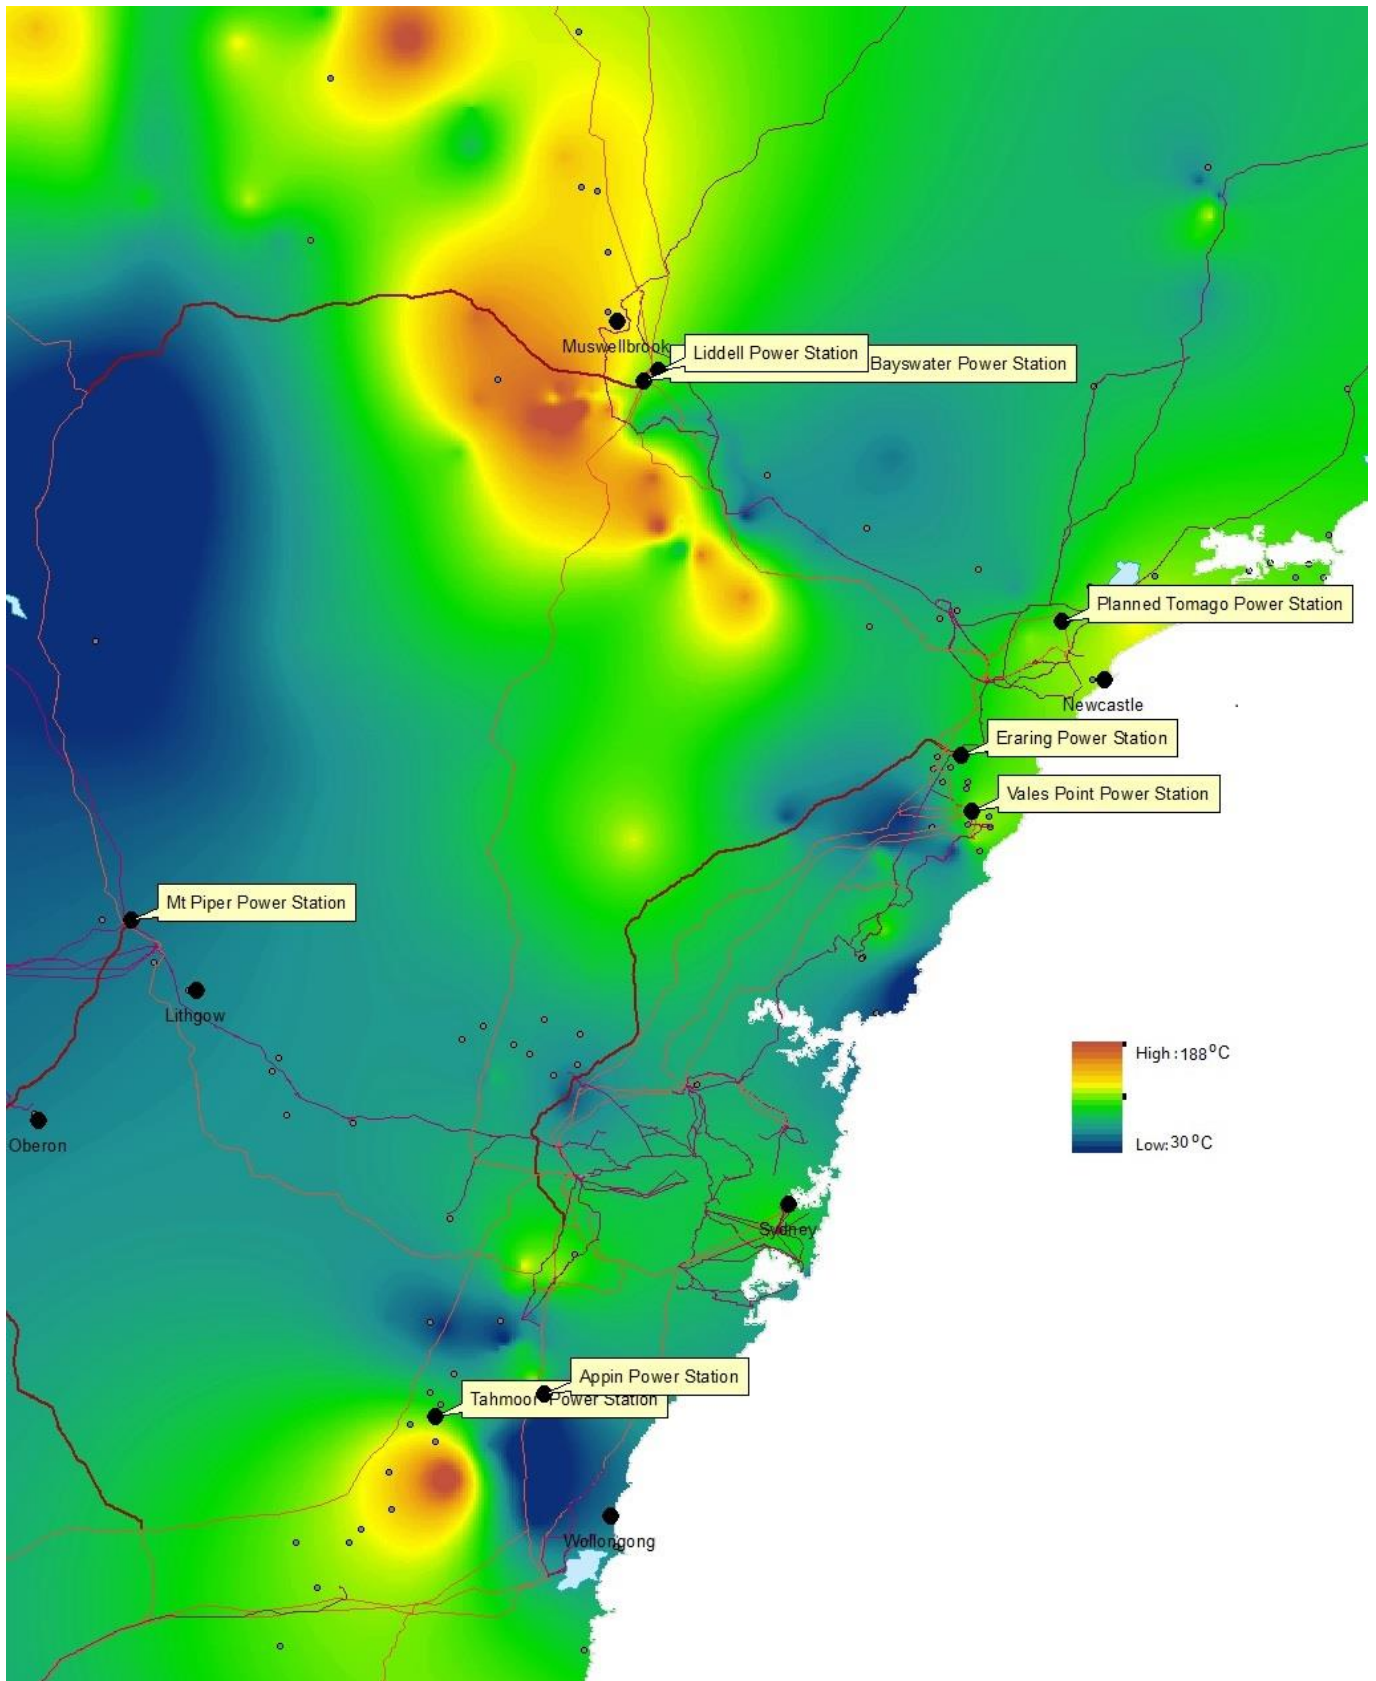 Muswellbrook
Liddell Power Station
Bayswater Power Station
Planned Tomago Power Station
Newcastle
Eraring Power Station
Vales Point Power Station
Mt Piper Power Station
Lithgow
High :188°C
Low:30°C
Oberon
Sydney
Appin Power Station
Tahmoor Power Station
Wollongong